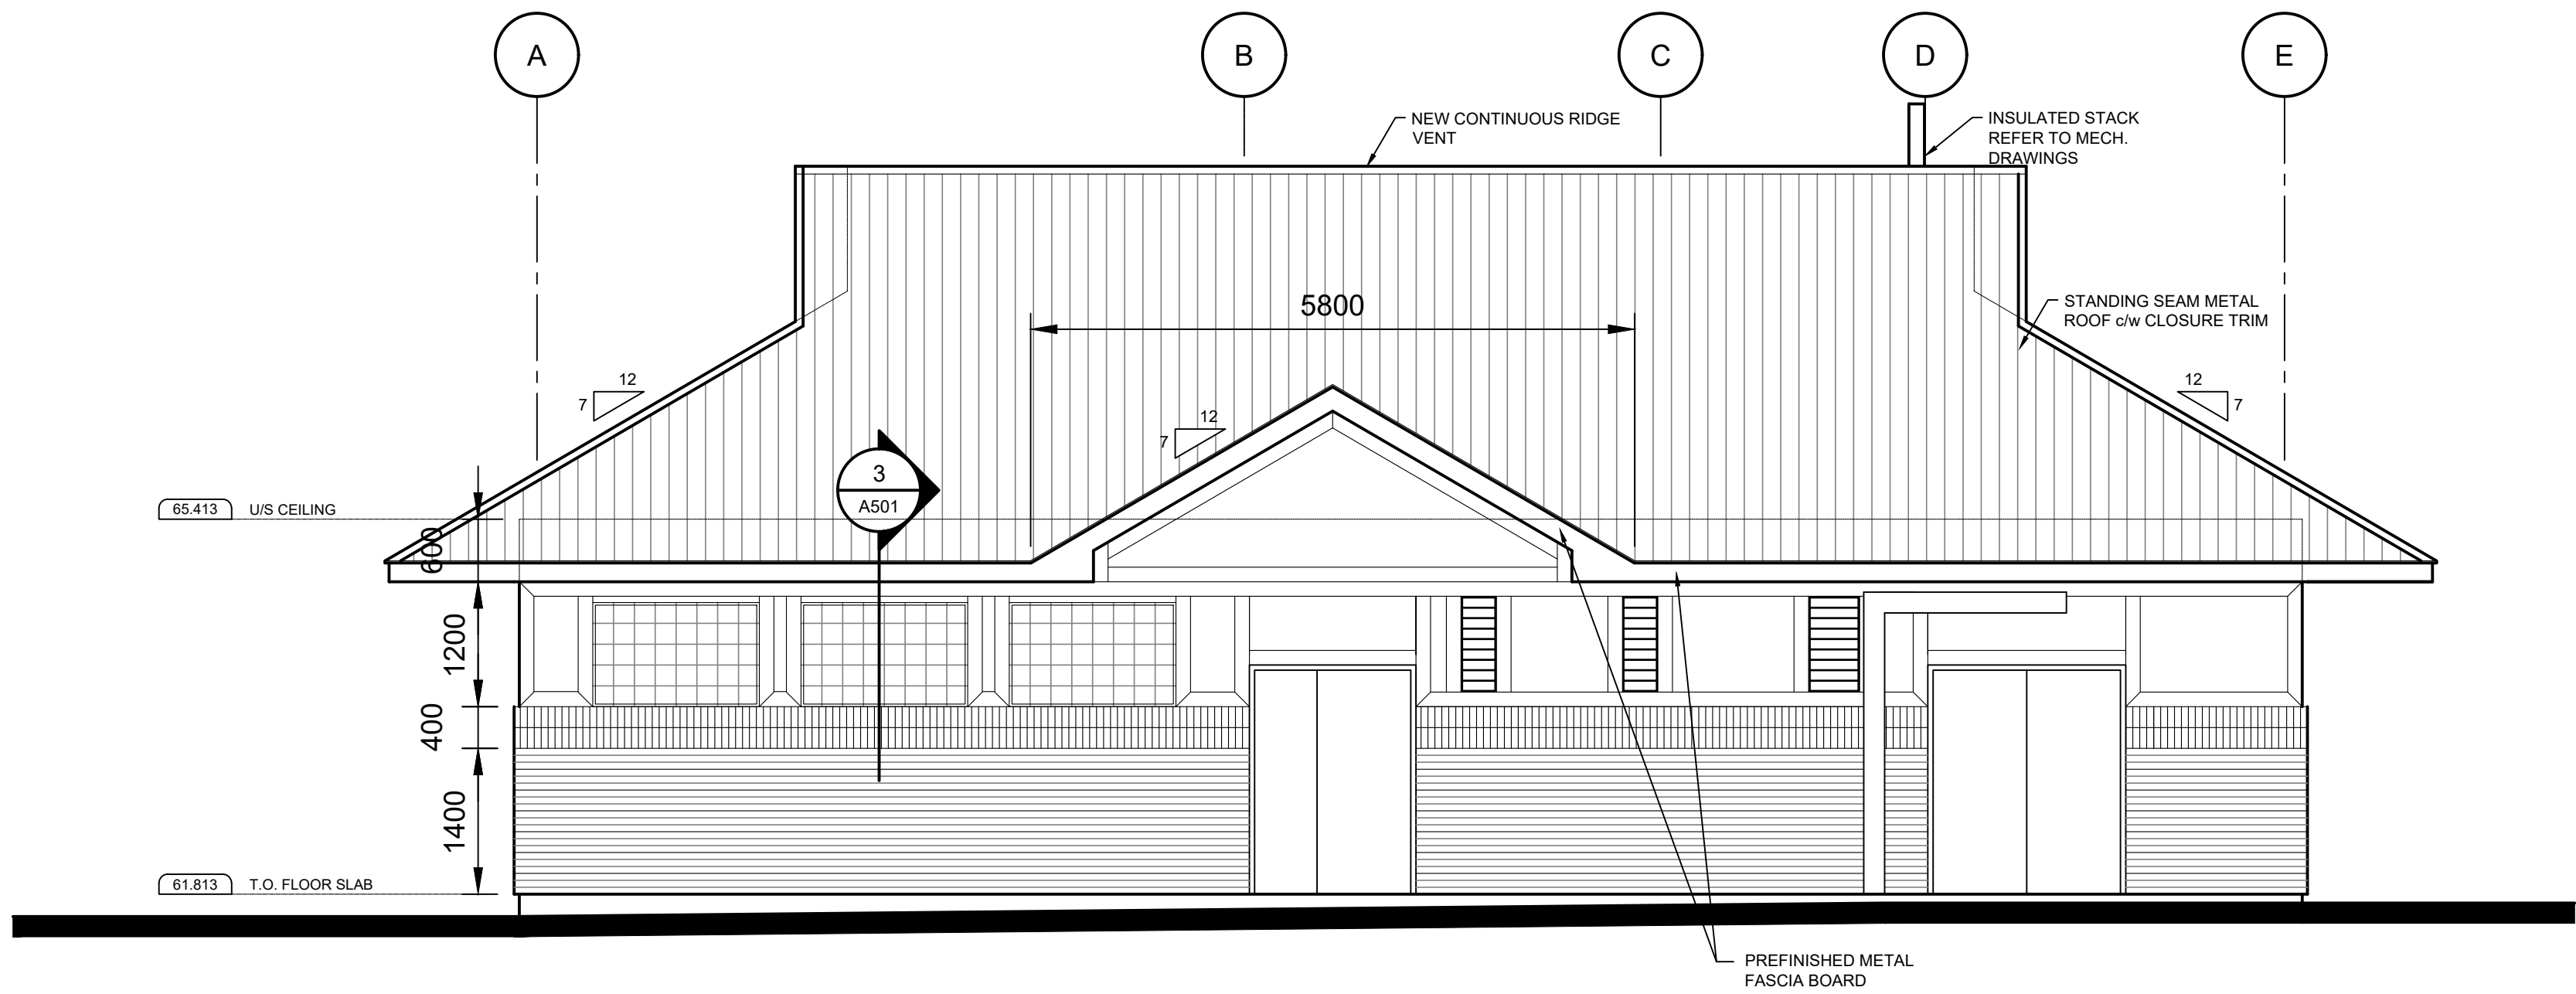 A
B
C
D
E
NEW CONTINUOUS RIDGE
VENT
INSULATED STACK
REFER TO MECH.
DRAWINGS
5800
STANDING SEAM METAL
ROOF c/w CLOSURE TRIM
12
7
12
7
12
7
3
A501
65.413
U/S CEILING
600
1200
400
1400
61.813
T.O. FLOOR SLAB
PREFINISHED METAL
FASCIA BOARD